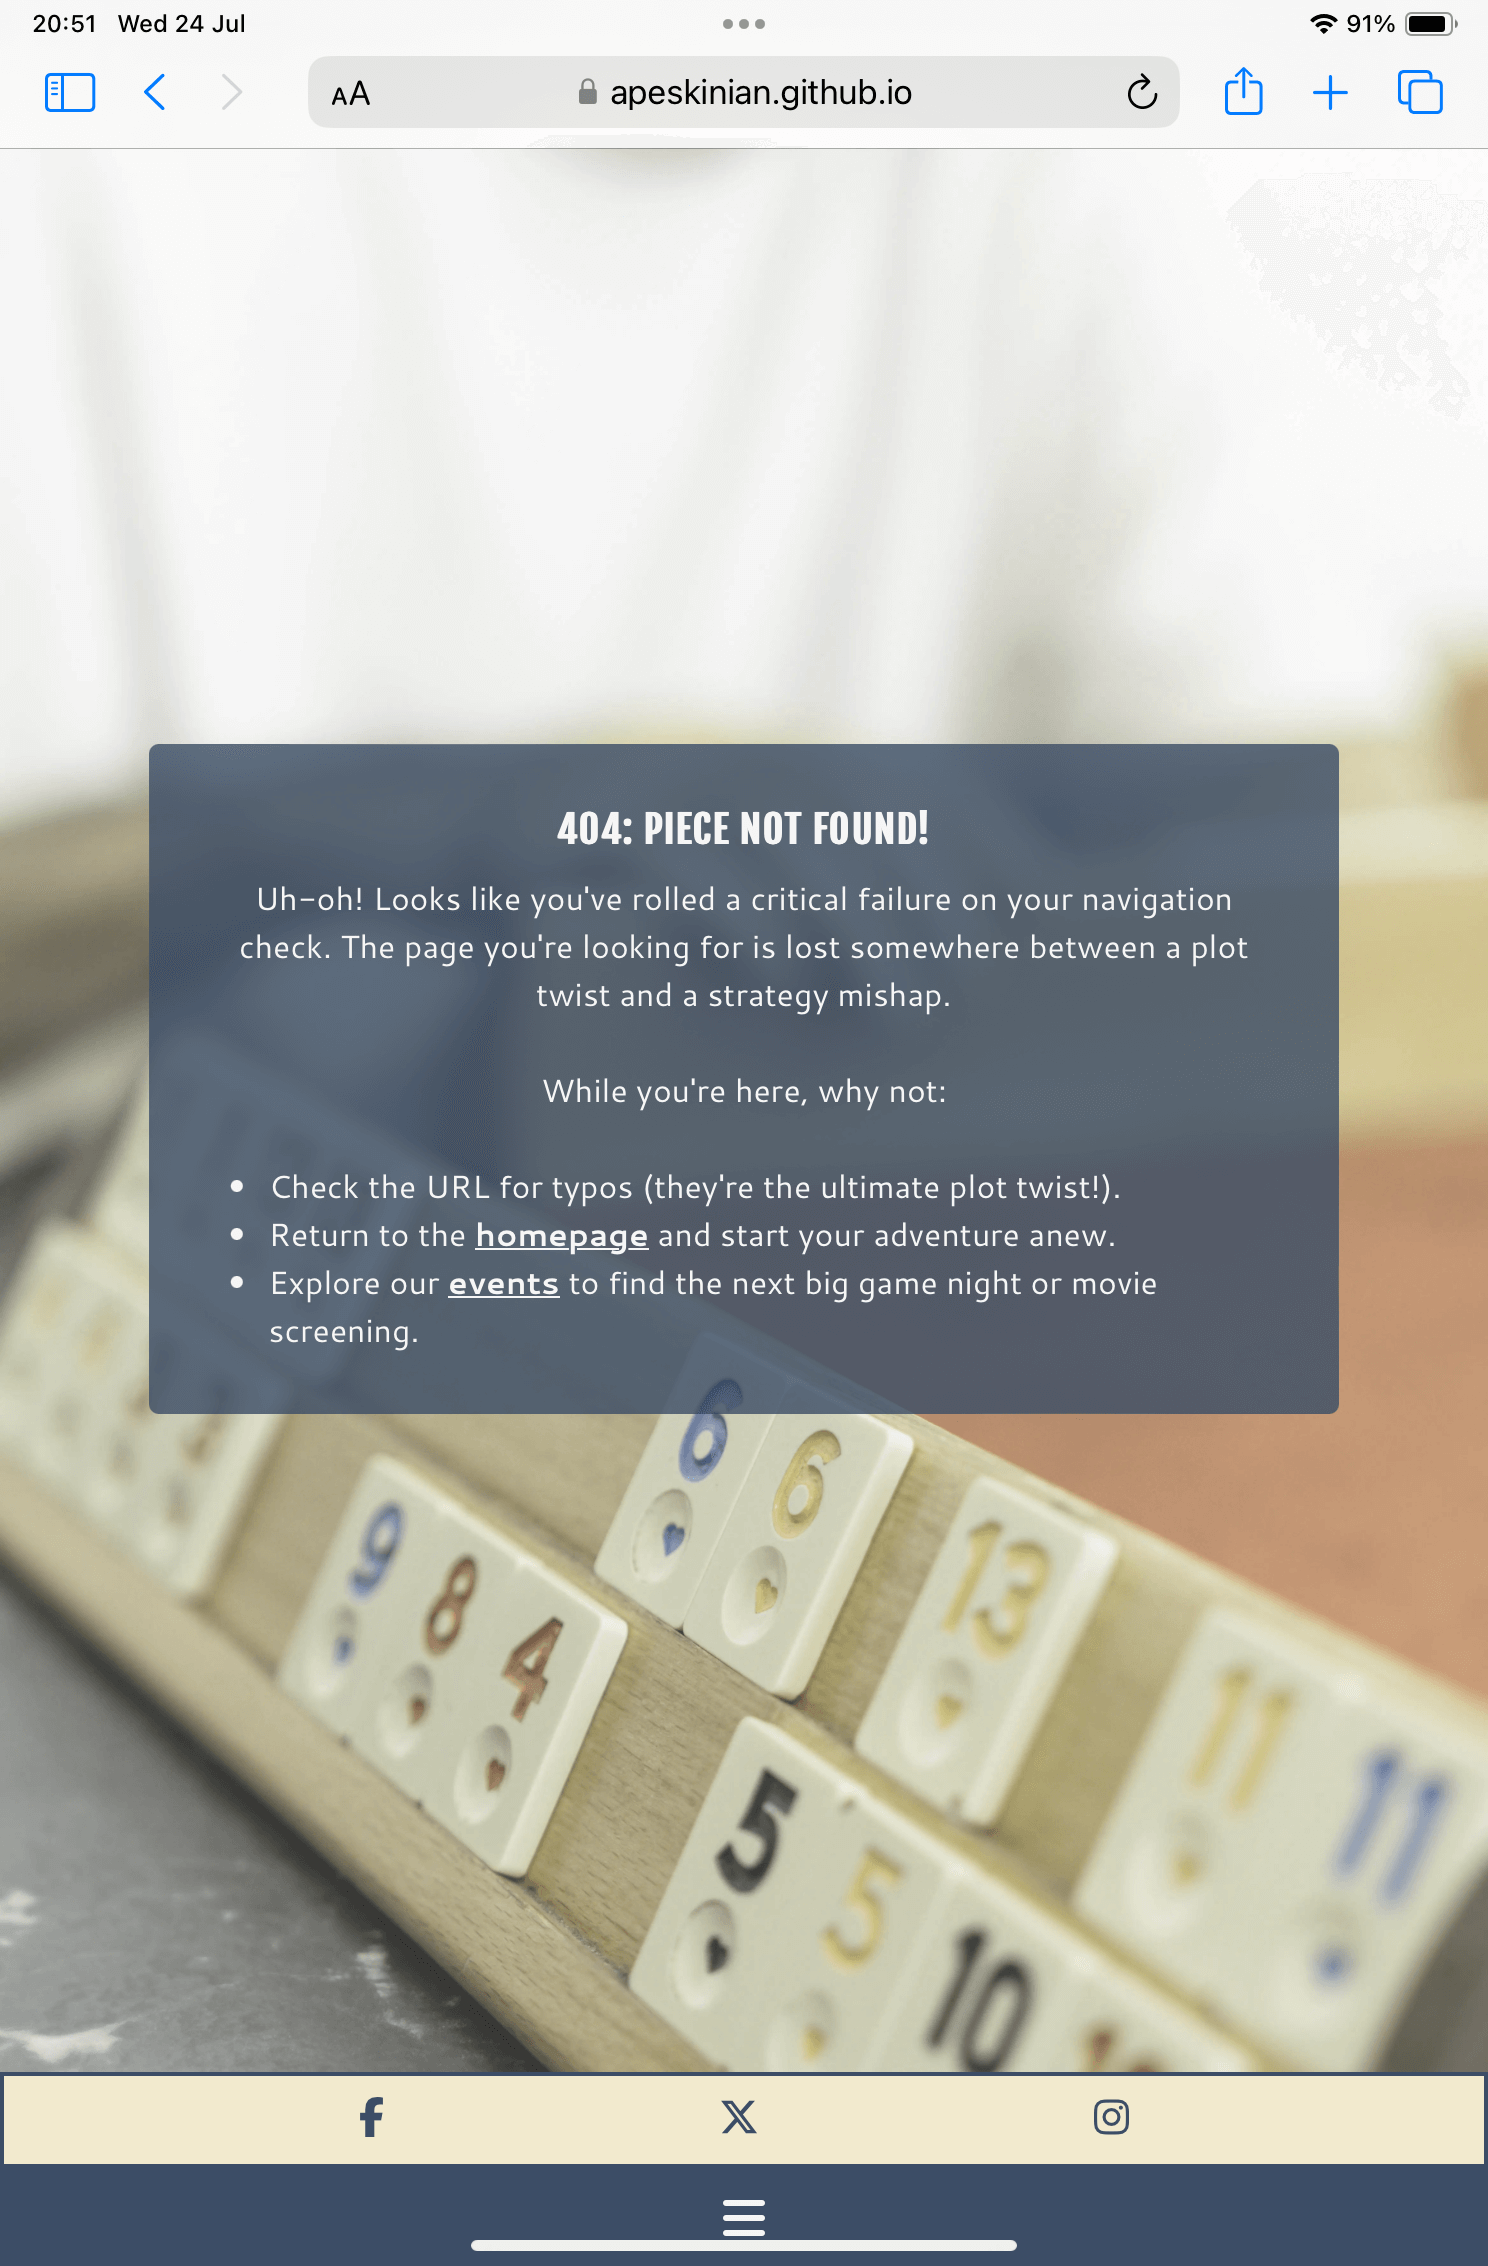 20:51 Wed 24 Jul
91%
AA
apeskinian.github.io
404: PIECE NOT FOUND!
Uh-oh! Looks like you've rolled a critical failure on your navigation
check. The page you're looking for is lost somewhere between a plot
twist and a strategy mishap.
While you're here, why not:
• Check the URL for typos (they're the ultimate plot twist!).
• Return to the homepage and start your adventure anew.
• Explore our events to find the next big game night or movie
screening.
6 6
13
9 8 4
11 11
5 5 10